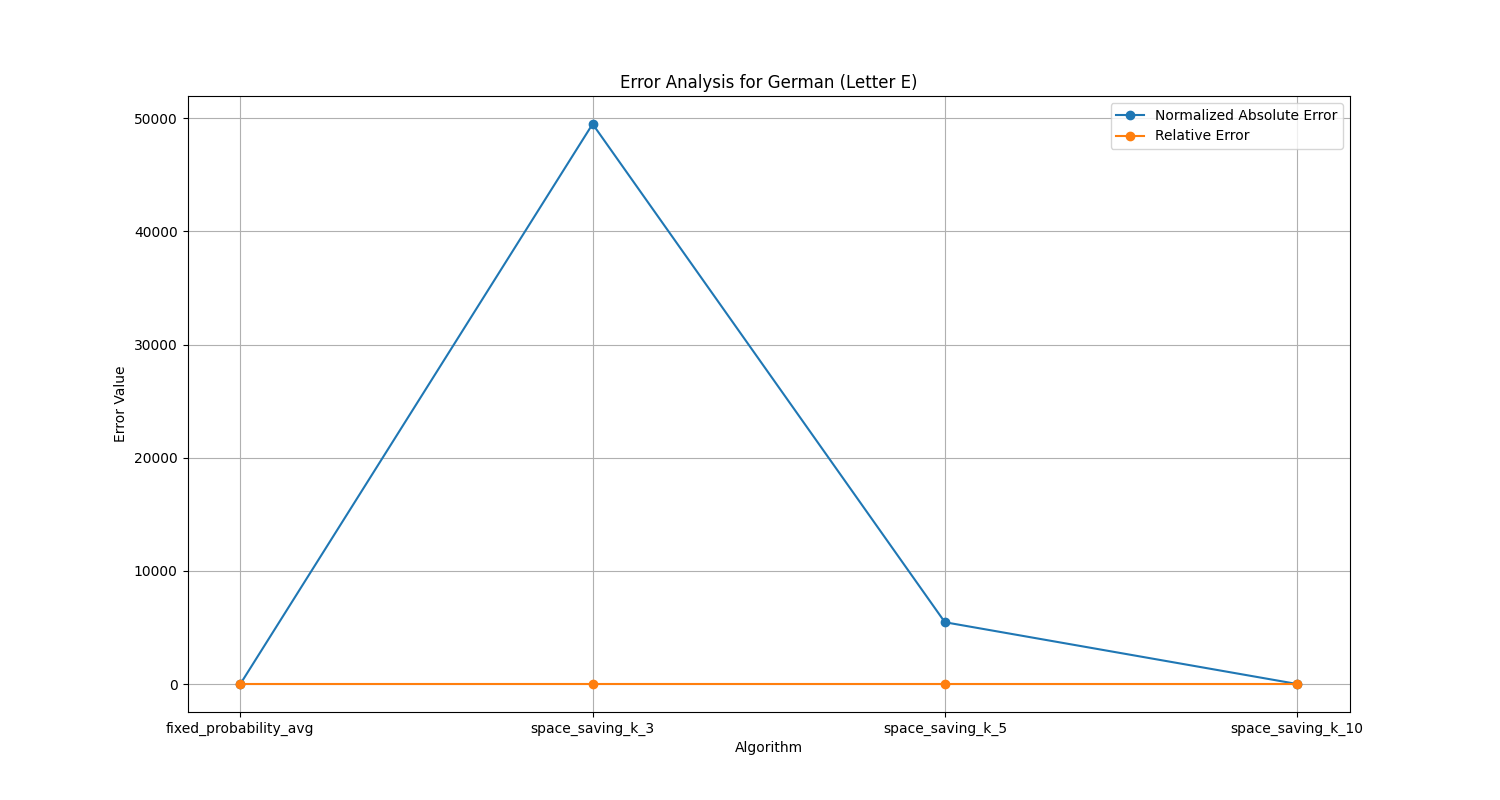 Error Analysis for German (Letter E)
Normalized Absolute Error
Relative Error
50000
40000
30000
20000
10000
0
Error Value
fixed_probability_avg
space_saving_k_3
space_saving_k_5
space_saving_k_10
Algorithm